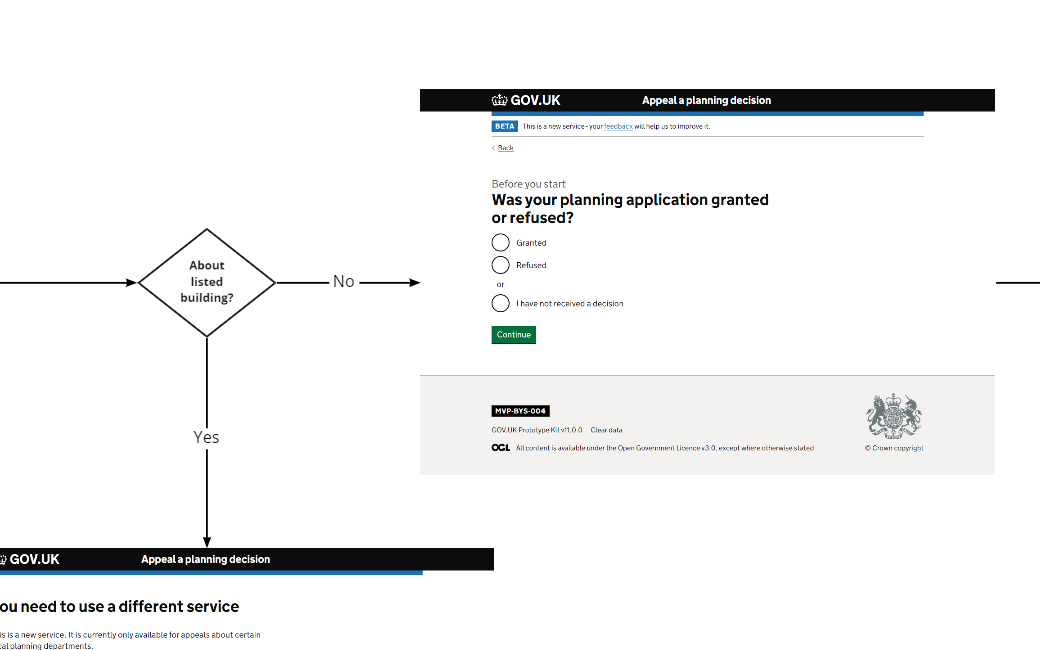 GOV.UK Appeal a planning decision
BETA This is a new service - your feedback will help us to improve it.
Back
Before you start
Was your planning application granted
or refused?
Granted
Refused
or
I have not received a decision
Continue
MVP-BYS-004
GOV.UK Prototype Kit v11.0.0 Clear data
OGL All content is available under the Open Government Licence v3.0, except where otherwise stated
© Crown copyright
About
listed
building?
No
Yes
GOV.UK Appeal a planning decision
ou need to use a different service
is is a new service. It is currently only available for appeals about certain
cal planning departments.